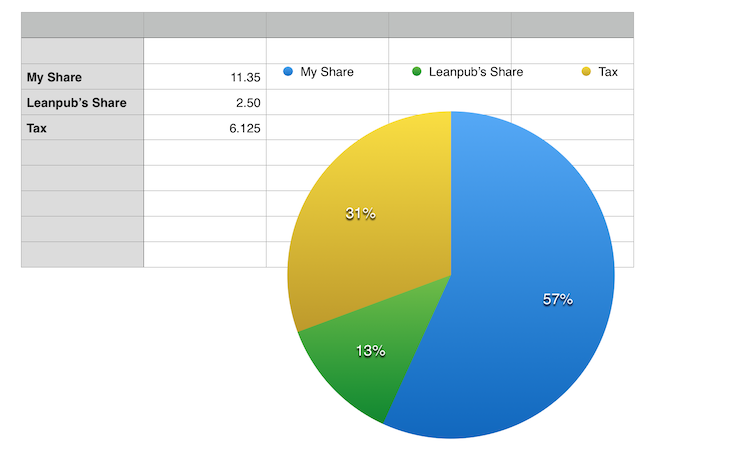 My Share 11.35
Leanpub's Share 2.50
Tax 6.125
My Share Leanpub's Share Tax
31%
57%
13%